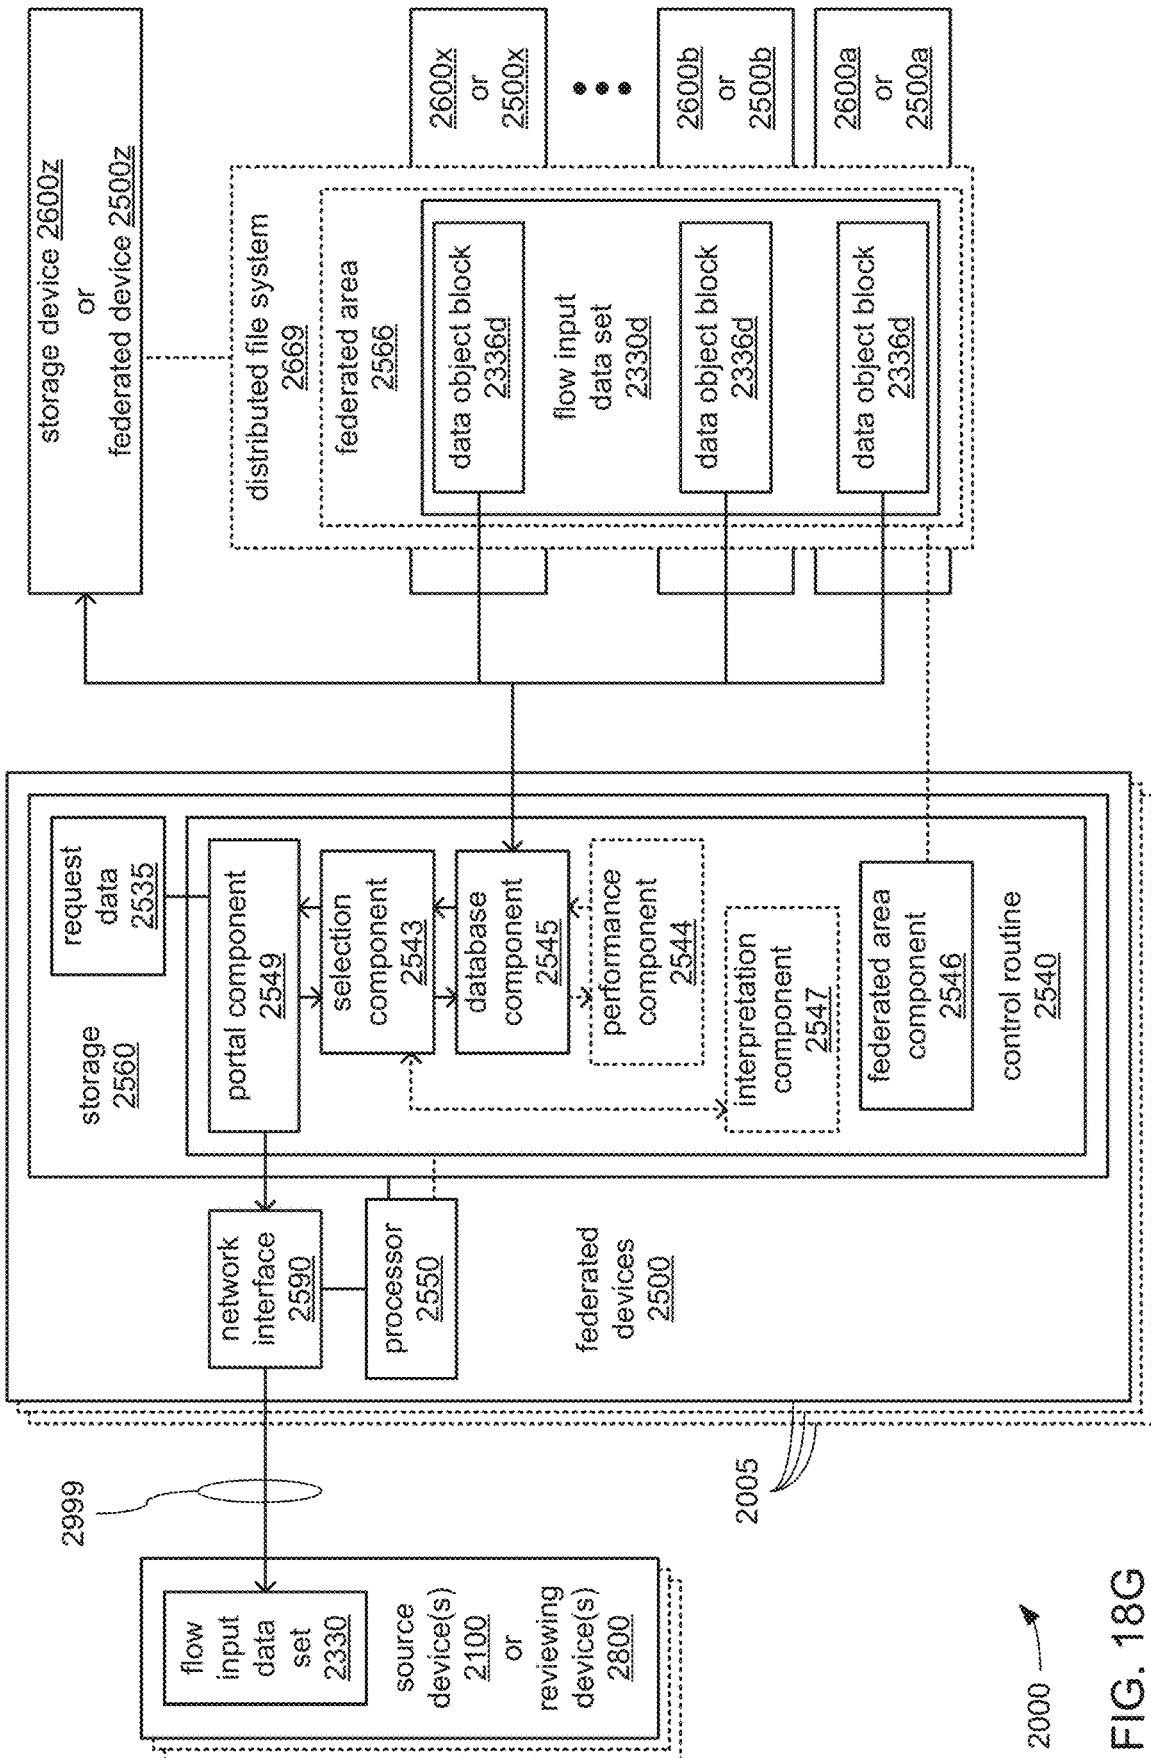 flow
input
data
set
2330
source
device(s)
2100
or
reviewing
device(s)
2800
2999
2005
network
interface
2590
processor
2550
federated
devices
2500
storage
2560
request
data
2535
portal component
2549
selection
component
2543
database
component
2545
performance
component
2544
interpretation
component
2547
federated area
component
2546
control routine
2540
storage device 2600z
or
federated device 2500z
distributed file system
2669
federated area
2566
data object block
2336d
flow input
data set
2330d
data object block
2336d
data object block
2336d
2600x
or
2500x
2600b
or
2500b
2600a
or
2500a
2000
FIG. 18G